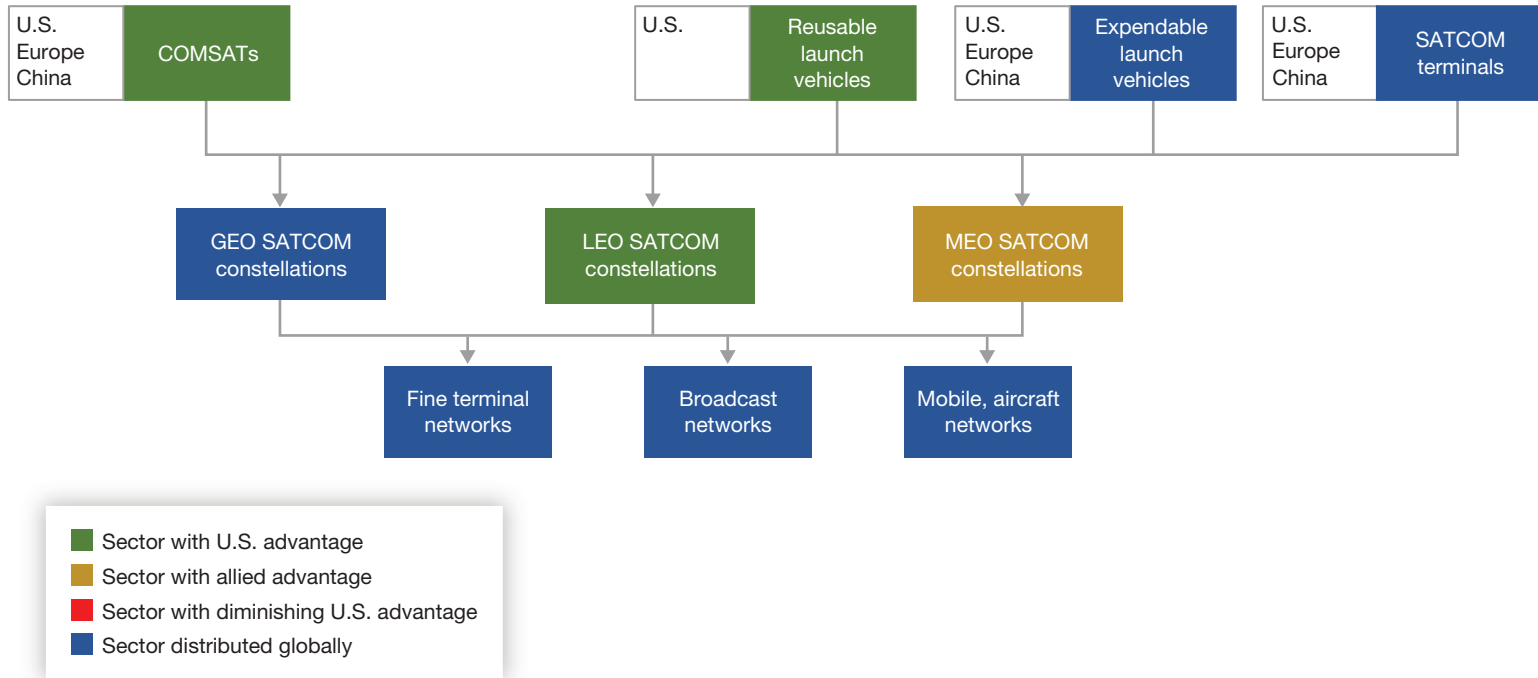 U.S.
Europe
China
COMSATs
U.S.
Reusable
launch
vehicles
U.S.
Europe
China
Expendable
launch
vehicles
U.S.
Europe
China
SATCOM
terminals
GEO SATCOM
constellations
LEO SATCOM
constellations
MEO SATCOM
constellations
Fine terminal
networks
Broadcast
networks
Mobile, aircraft
networks
Sector with U.S. advantage
Sector with allied advantage
Sector with diminishing U.S. advantage
Sector distributed globally